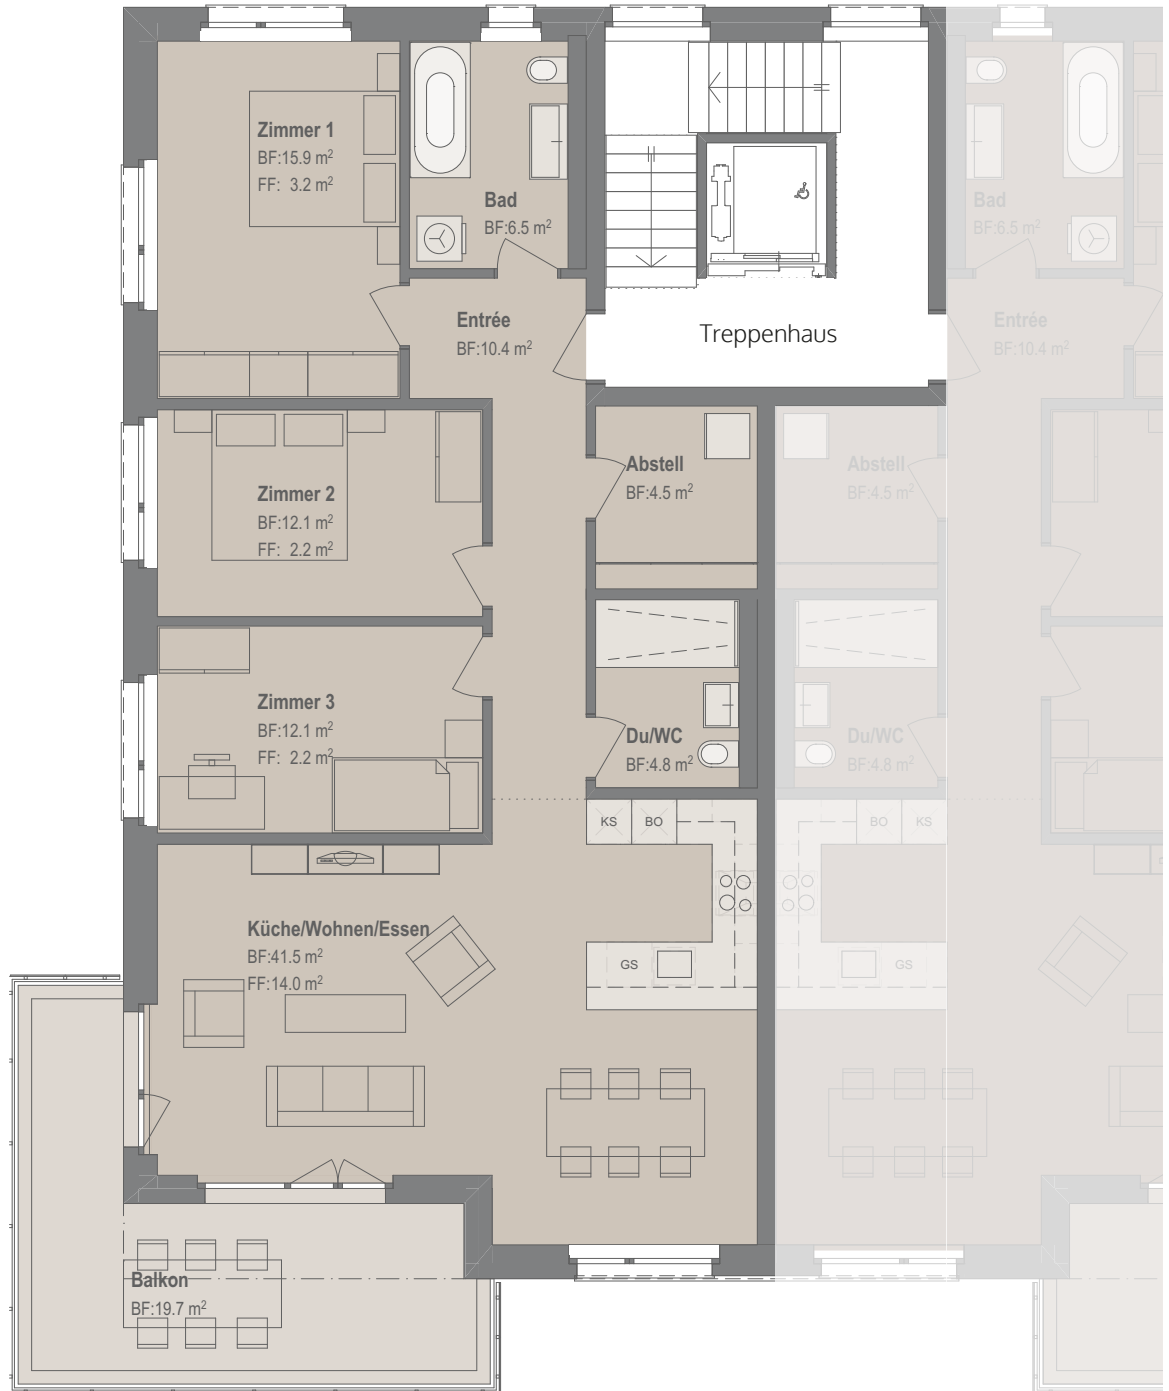 Zimmer 1
BF:15.9 m²
FF: 3.2 m²
Bad
BF:6.5 m²
Bad
BF:6.5 m²
Entrée
BF:10.4 m²
Treppenhaus
Entrée
BF:10.4 m²
Zimmer 2
BF:12.1 m²
FF: 2.2 m²
Abstell
BF:4.5 m²
Abstell
BF:4.5 m²
Zimmer 3
BF:12.1 m²
FF: 2.2 m²
Du/WC
BF:4.8 m²
Du/WC
BF:4.8 m²
KS
BO
BO
KS
Küche/Wohnen/Essen
BF:41.5 m²
FF:14.0 m²
GS
GS
Balkon
BF:19.7 m²